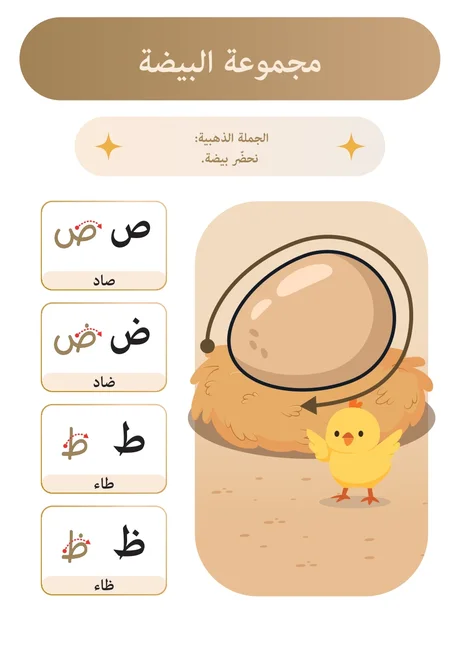 مجموعة البيضة
الجملة الذهبية:
نحضّر بيضة.
ص ص
صاد
ض ض
ضاد
ط ط
طاء
ظ ظ
ظاء